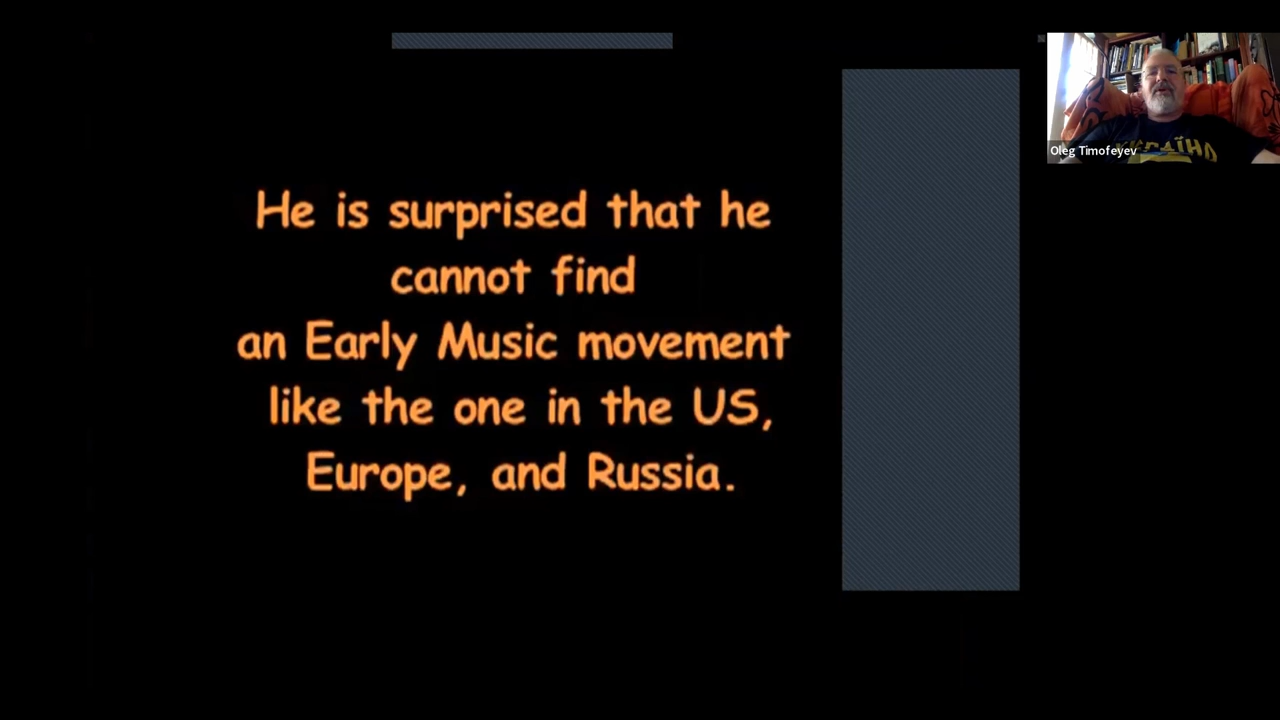 He is surprised that he
cannot find
an Early Music movement
like the one in the US,
Europe, and Russia.
Oleg Timofeyev
УКРАЇНА